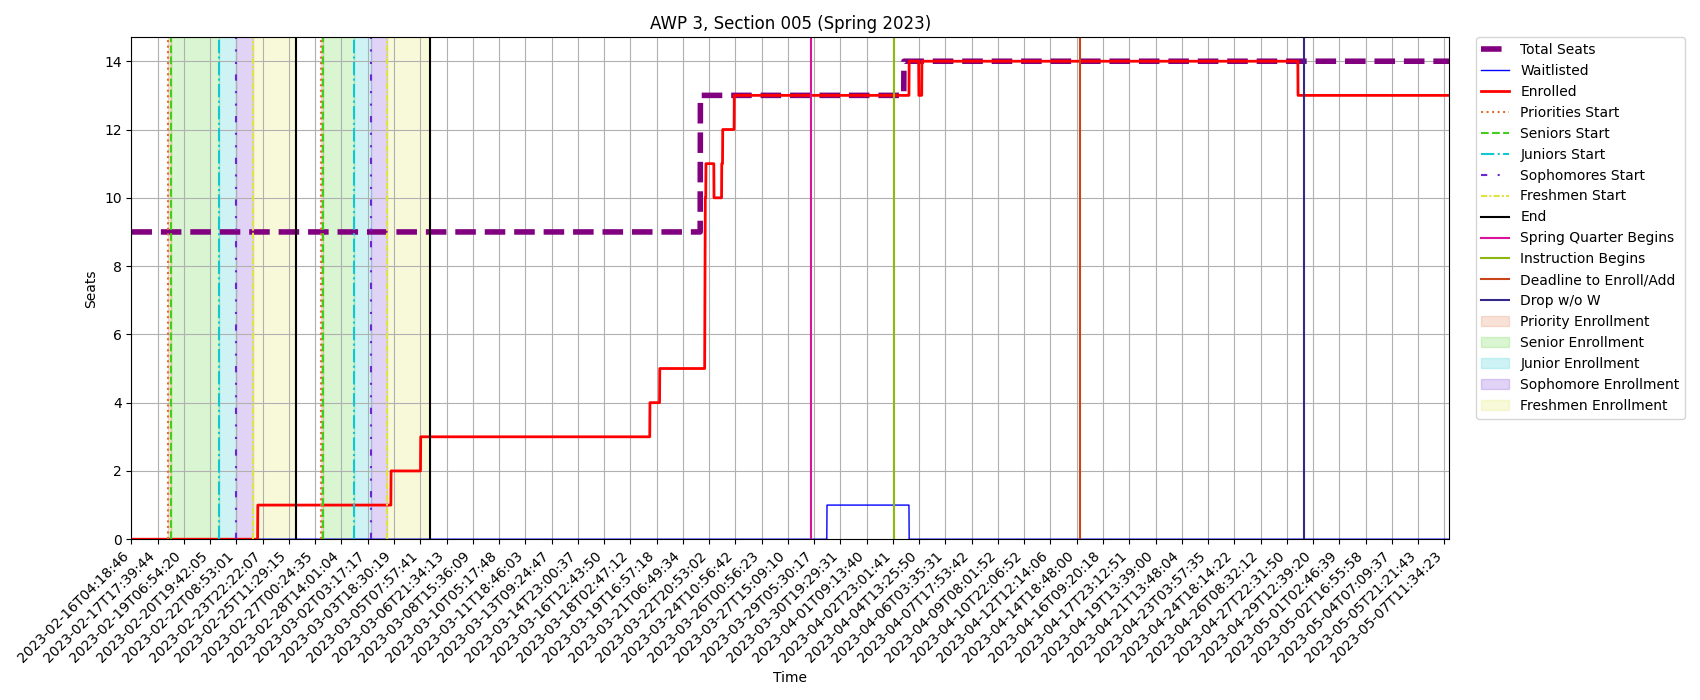 AWP 3, Section 005 (Spring 2023)
Seats
14
12
10
8
6
4
2
0
2023-02-16T04:18:46
2023-02-17T17:39:44
2023-02-19T06:54:20
2023-02-20T19:42:05
2023-02-22T08:53:01
2023-02-23T22:22:07
2023-02-25T11:29:15
2023-02-27T00:24:35
2023-02-28T14:01:04
2023-03-02T03:17:17
2023-03-03T18:30:19
2023-03-05T07:57:41
2023-03-06T21:34:13
2023-03-08T15:36:09
2023-03-10T05:17:48
2023-03-11T18:46:03
2023-03-13T09:24:47
2023-03-14T23:00:37
2023-03-16T12:43:50
2023-03-18T02:47:12
2023-03-19T16:57:18
2023-03-21T06:49:34
2023-03-22T20:53:02
2023-03-24T10:56:42
2023-03-26T00:56:23
2023-03-27T15:09:10
2023-03-29T05:30:17
2023-03-30T19:29:31
2023-04-01T09:13:40
2023-04-02T23:01:41
2023-04-04T13:25:50
2023-04-06T03:35:31
2023-04-07T17:53:42
2023-04-09T08:01:52
2023-04-10T22:06:52
2023-04-12T12:14:06
2023-04-14T18:48:00
2023-04-16T09:20:18
2023-04-17T23:12:51
2023-04-19T13:39:00
2023-04-21T13:48:04
2023-04-23T03:57:35
2023-04-24T18:14:22
2023-04-26T08:32:12
2023-04-27T22:31:50
2023-04-29T12:39:20
2023-05-01T02:46:39
2023-05-02T16:55:58
2023-05-04T07:09:37
2023-05-05T21:21:43
2023-05-07T11:34:23
Time
Total Seats
Waitlisted
Enrolled
Priorities Start
Seniors Start
Juniors Start
Sophomores Start
Freshmen Start
End
Spring Quarter Begins
Instruction Begins
Deadline to Enroll/Add
Drop w/o W
Priority Enrollment
Senior Enrollment
Junior Enrollment
Sophomore Enrollment
Freshmen Enrollment